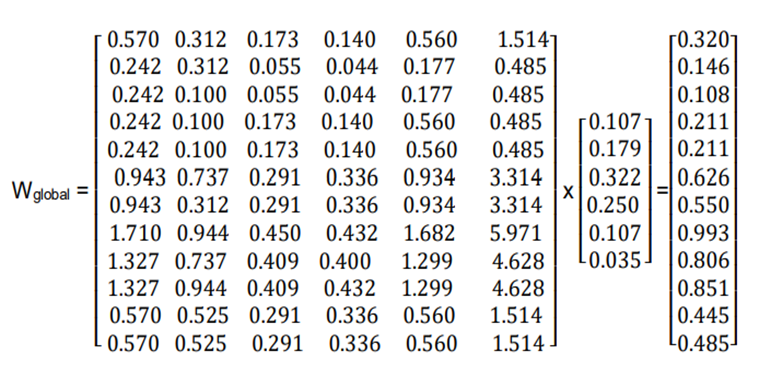 0.570 0.312 0.173 0.140 0.560 1.514 0.320
0.242 0.312 0.055 0.044 0.177 0.485 0.146
0.242 0.100 0.055 0.044 0.177 0.485 0.108
0.242 0.100 0.173 0.140 0.560 0.485 0.107 0.211
0.242 0.100 0.173 0.140 0.560 0.485 0.179 0.211
0.943 0.737 0.291 0.336 0.934 3.314 0.322 0.626
Wglobal = 0.943 0.312 0.291 0.336 0.934 3.314 x 0.250 = 0.550
1.710 0.944 0.450 0.432 1.682 5.971 0.107 0.993
1.327 0.737 0.409 0.400 1.299 4.628 0.035 0.806
1.327 0.944 0.409 0.432 1.299 4.628 0.851
0.570 0.525 0.291 0.336 0.560 1.514 0.445
0.570 0.525 0.291 0.336 0.560 1.514 0.485